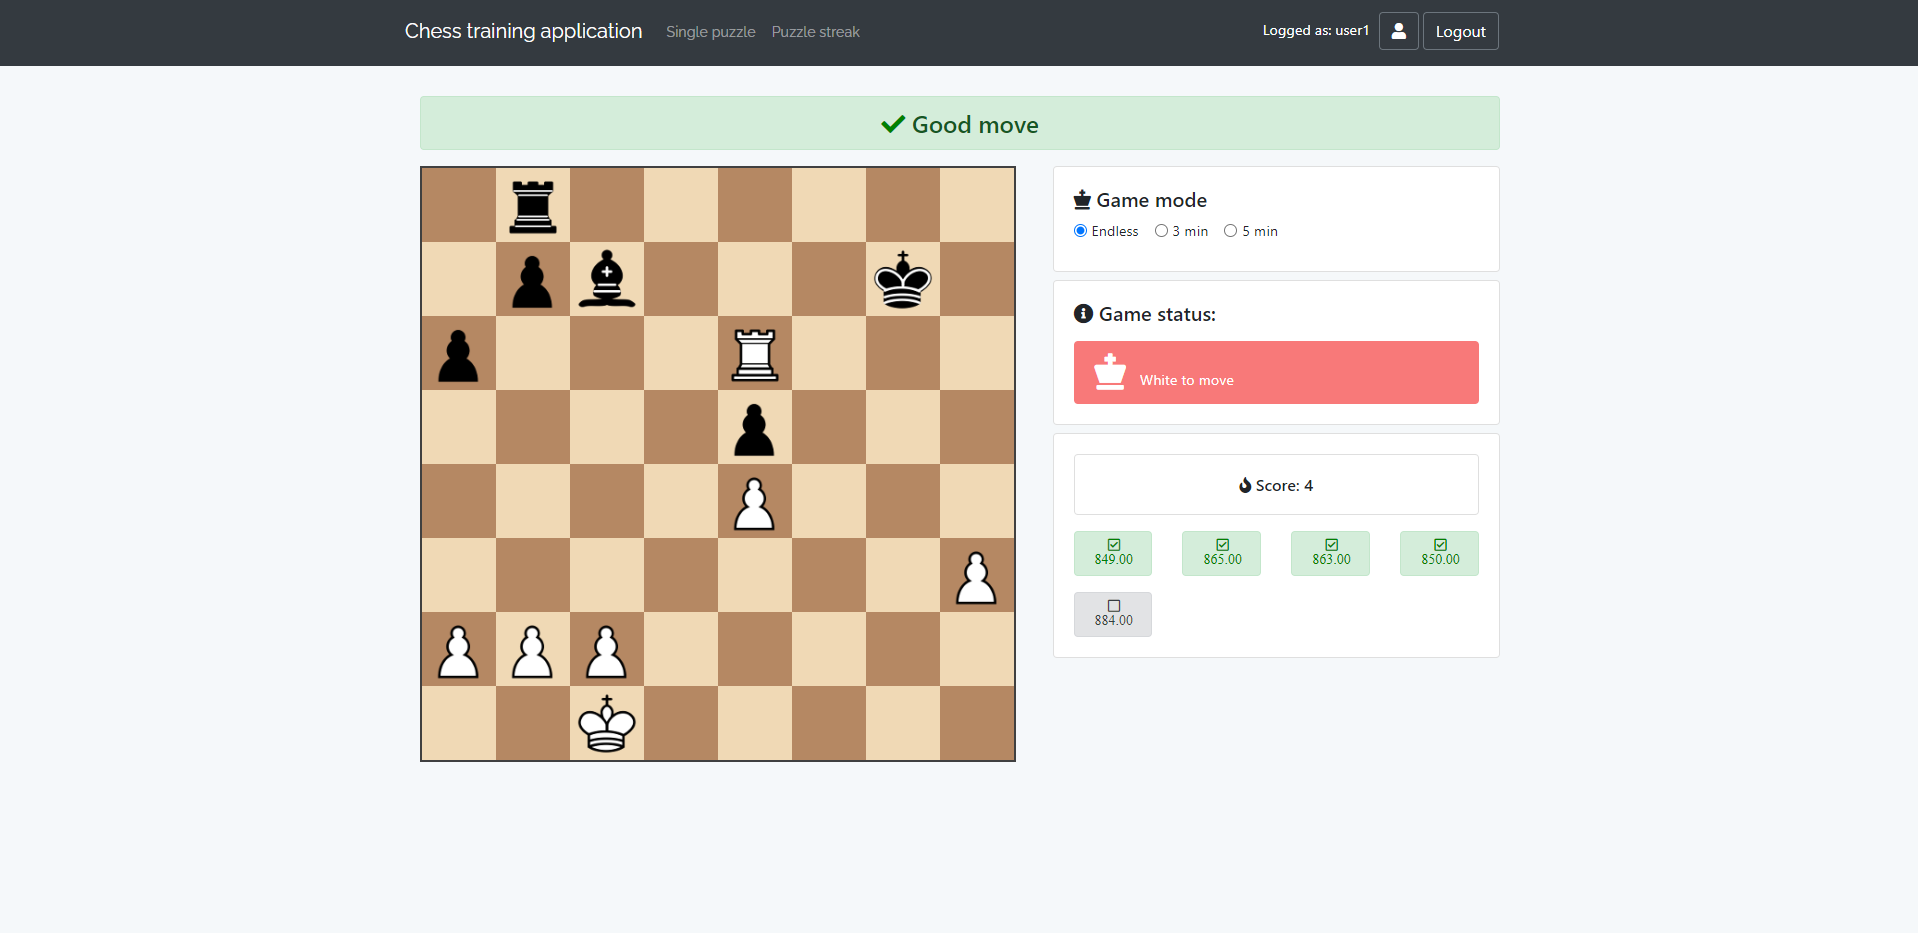 Chess training application
Single puzzle
Puzzle streak
Logged as: user1
Logout
Good move
Game mode
Endless
3 min
5 min
Game status:
White to move
Score: 4
849.00
865.00
863.00
850.00
884.00